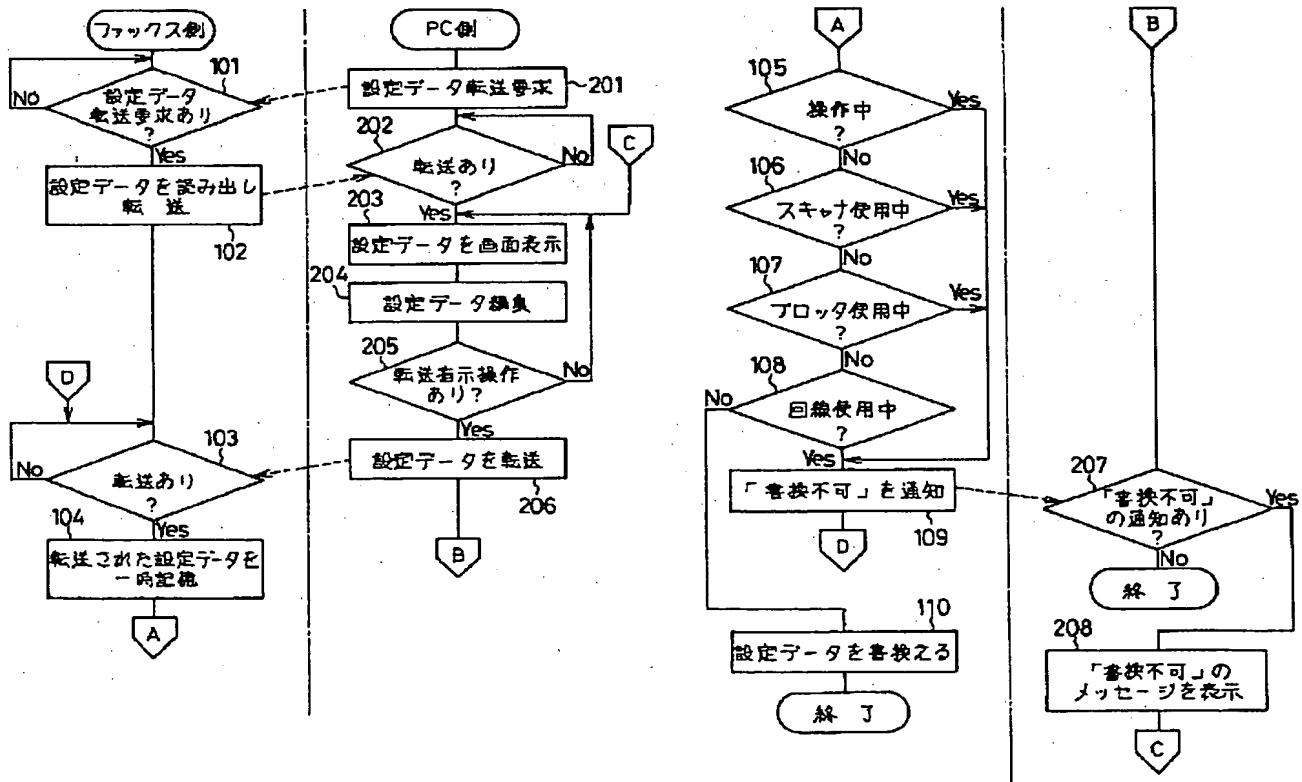 ファックス側
101
No
設定データ
転送要求あり
?
Yes
設定データを読み出し
転送
102
D
103
No
転送あり
?
104
Yes
転送された設定データを
一時記憶
A
PC側
設定データ転送要求
201
202
転送あり
?
No
C
Yes
203
設定データを画面表示
204
設定データ編集
205
転送指示操作
あり?
No
Yes
設定データを転送
206
B
A
105
操作中
?
Yes
No
106
スキャナ使用中
?
Yes
No
107
プロッタ使用中
?
Yes
No
108
No
回線使用中
?
Yes
「書換不可」を通知
109
D
110
設定データを書換える
終了
B
207
「書換不可」
の通知あり
?
Yes
No
終了
208
「書換不可」の
メッセージを表示
C